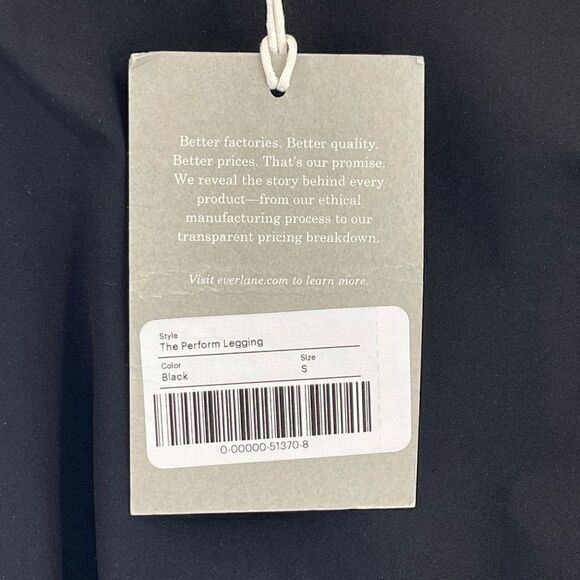 Better factories. Better quality.
Better prices. That's our promise.
We reveal the story behind every
product—from our ethical
manufacturing process to our
transparent pricing breakdown.
Visit everlane.com to learn more.
Style
The Perform Legging
Color
Black
Size
S
0-00000-51370-8